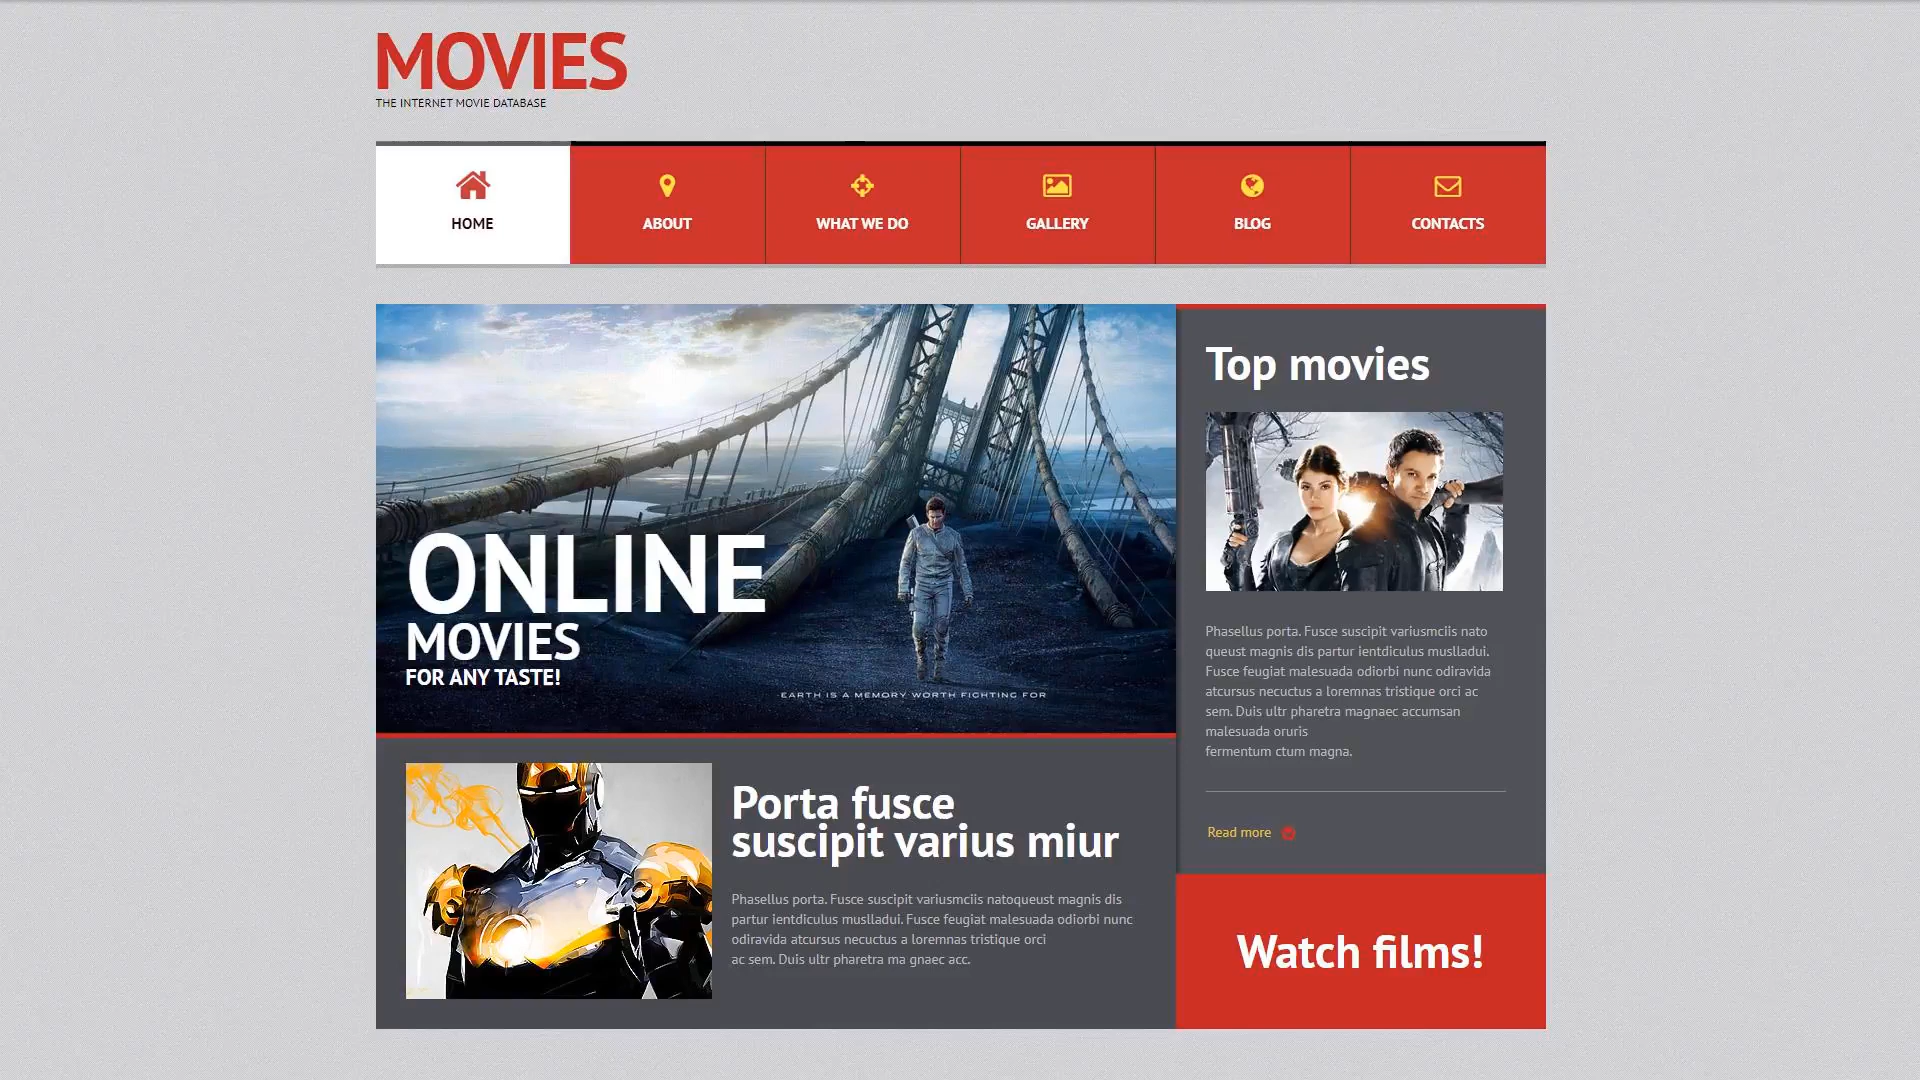 MOVIES
THE INTERNET MOVIE DATABASE
HOME
ABOUT
WHAT WE DO
GALLERY
BLOG
CONTACTS
ONLINE
MOVIES
FOR ANY TASTE!
EARTH IS A MEMORY WORTH FIGHTING FOR
Top movies
Phasellus porta. Fusce suscipit variusmciis nato
queust magnis dis partur ientdiculus muslladui.
Fusce feugiat malesuada odiorbi nunc odiravida
atcursus necuctus a loremnas tristique orci ac
sem. Duis ultr pharetra magnaec accumsan
malesuada oruris
fermentum ctum magna.
Read more
Porta fusce
suscipit varius miur
Phasellus porta. Fusce suscipit variusmciis natoqueust magnis dis
partur ientdiculus muslladui. Fusce feugiat malesuada odiorbi nunc
odiravida atcursus necuctus a loremnas tristique orci
ac sem. Duis ultr pharetra ma gnaec acc.
Watch films!